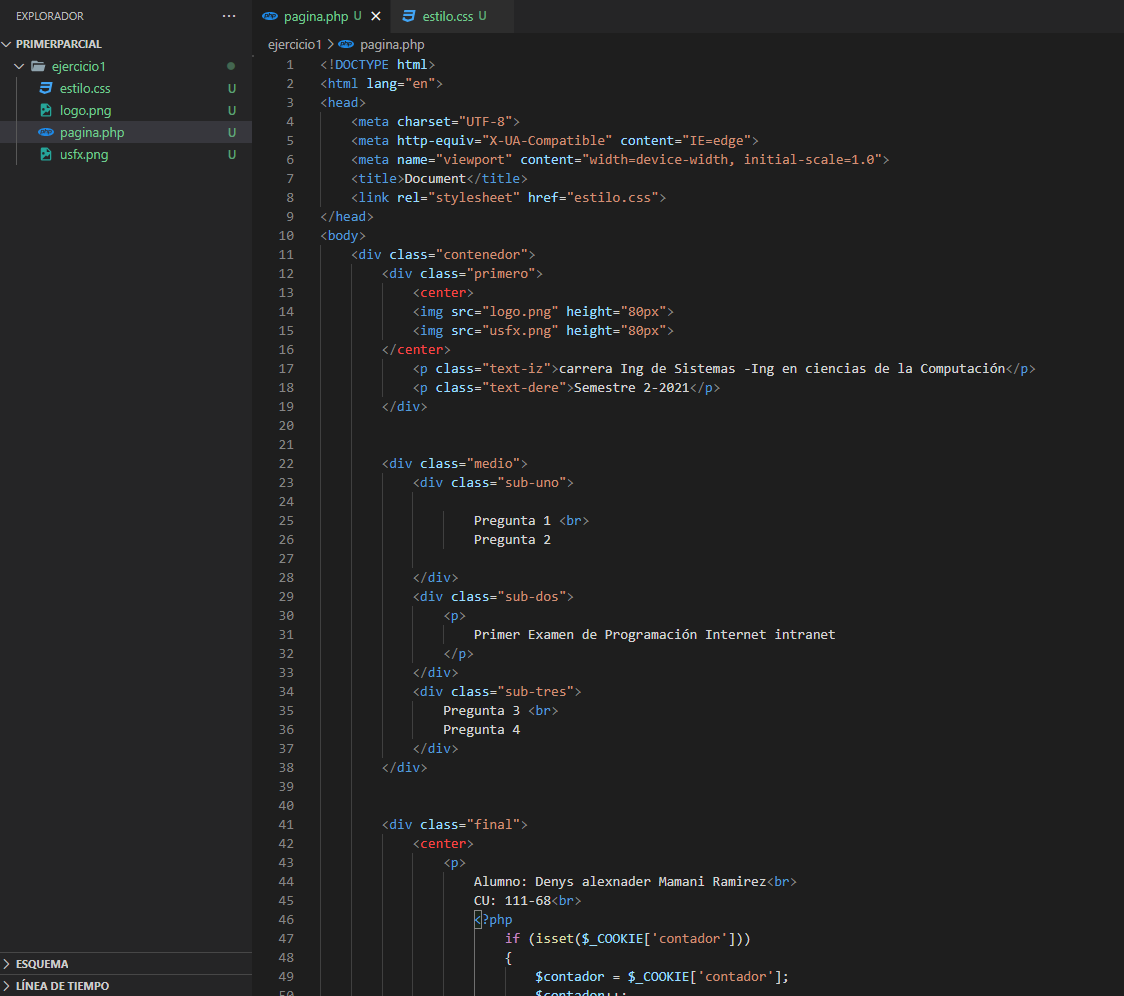 EXPLORADOR ...
PRIMERPARCIAL
ejercicio1
estilo.css U
logo.png U
pagina.php U
usfx.png U
ESQUEMA
LÍNEA DE TIEMPO
pagina.php U
estilo.css U
ejercicio1 > pagina.php
1 <!DOCTYPE html>
2 <html lang="en">
3 <head>
4 <meta charset="UTF-8">
5 <meta http-equiv="X-UA-Compatible" content="IE=edge">
6 <meta name="viewport" content="width=device-width, initial-scale=1.0">
7 <title>Document</title>
8 <link rel="stylesheet" href="estilo.css">
9 </head>
10 <body>
11 <div class="contenedor">
12 <div class="primero">
13 <center>
14 <img src="logo.png" height="80px">
15 <img src="usfx.png" height="80px">
16 </center>
17 <p class="text-iz">carrera Ing de Sistemas -Ing en ciencias de la Computación</p>
18 <p class="text-dere">Semestre 2-2021</p>
19 </div>
20
21
22 <div class="medio">
23 <div class="sub-uno">
24
25 Pregunta 1 <br>
26 Pregunta 2
27
28 </div>
29 <div class="sub-dos">
30 <p>
31 Primer Examen de Programación Internet intranet
32 </p>
33 </div>
34 <div class="sub-tres">
35 Pregunta 3 <br>
36 Pregunta 4
37 </div>
38 </div>
39
40
41 <div class="final">
42 <center>
43 <p>
44 Alumno: Denys alexnader Mamani Ramirez<br>
45 CU: 111-68<br>
46 <?php
47 if (isset($_COOKIE['contador']))
48 {
49 $contador = $_COOKIE['contador'];
50 $contador++;